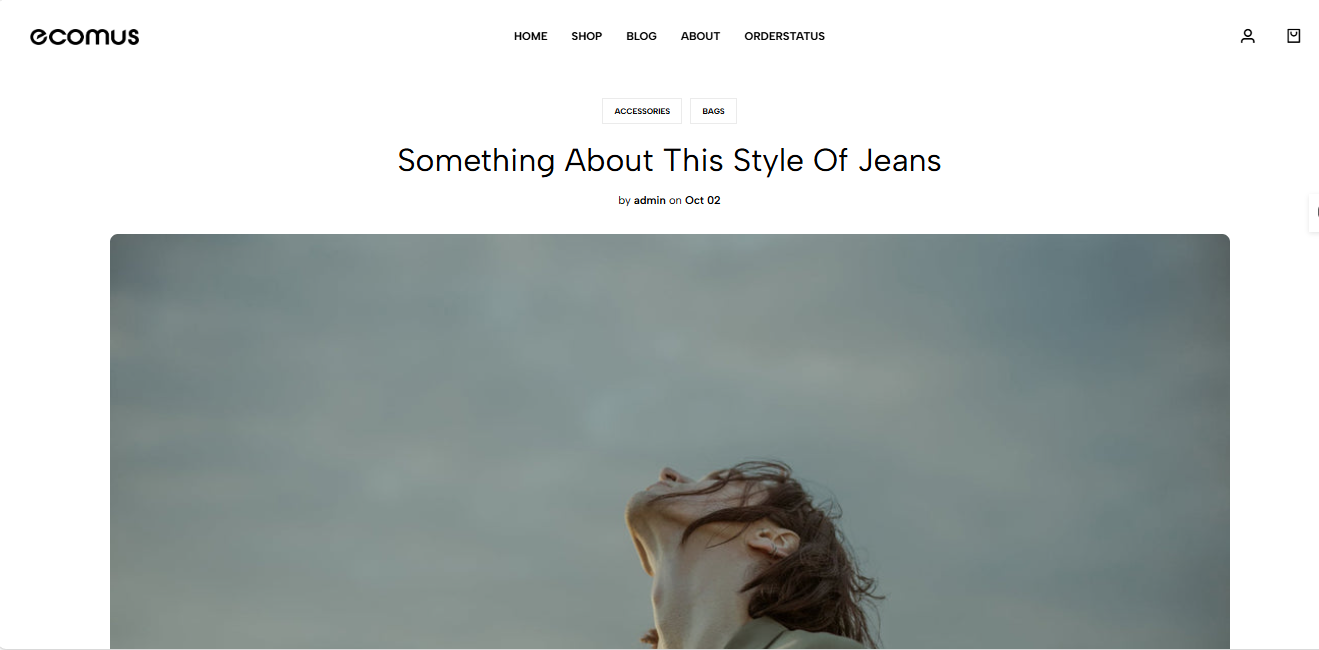 ecomus
HOME SHOP BLOG ABOUT ORDERSTATUS
ACCESSORIES BAGS
Something About This Style Of Jeans
by admin on Oct 02